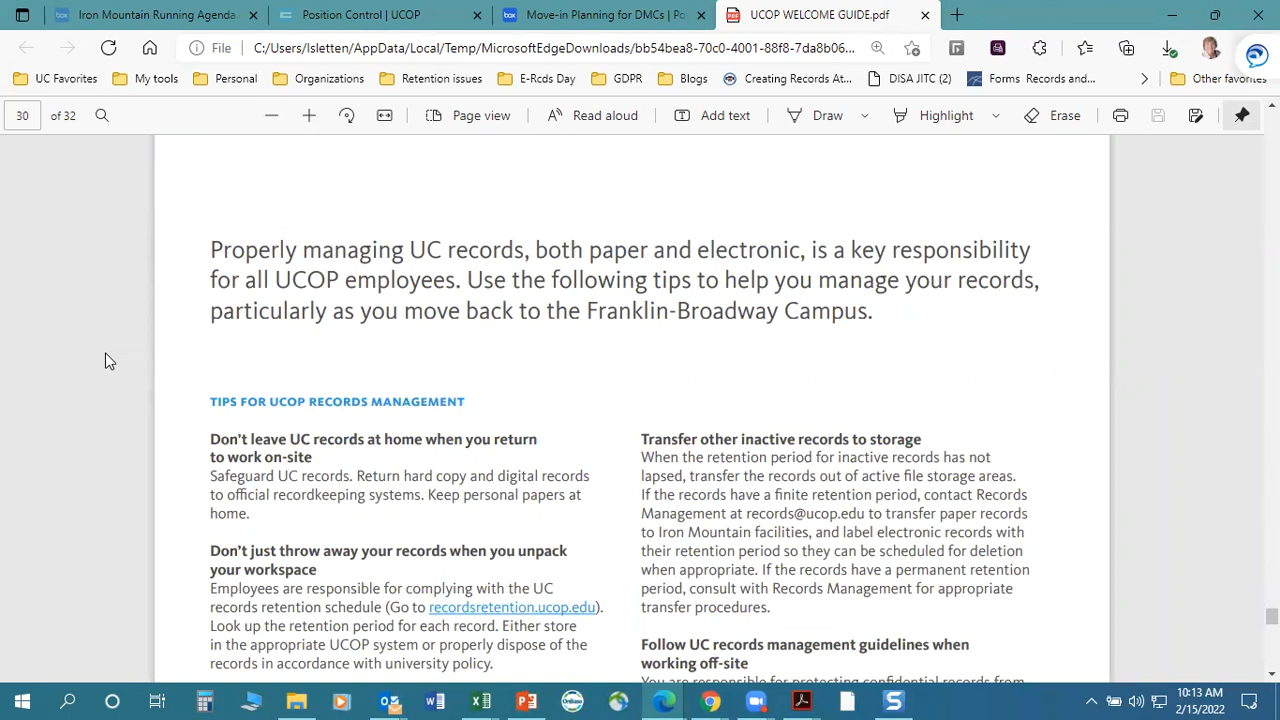 Iron Mountain Running Agenda
Position Control | UCOP
Move-in Planning for DMCs | Po
UCOP WELCOME GUIDE.pdf
File
C:/Users/lsletten/AppData/Local/Temp/MicrosoftEdgeDownloads/bb54bea8-70c0-4001-88f8-7da8b06...
UC Favorites
My tools
Personal
Organizations
Retention issues
E-Rcds Day
GDPR
Blogs
Creating Records At...
DISA JITC (2)
Forms Records and...
Other favorites
30 of 32
Page view
Read aloud
Add text
Draw
Highlight
Erase
Properly managing UC records, both paper and electronic, is a key responsibility
for all UCOP employees. Use the following tips to help you manage your records,
particularly as you move back to the Franklin-Broadway Campus.
TIPS FOR UCOP RECORDS MANAGEMENT
Don't leave UC records at home when you return
to work on-site
Safeguard UC records. Return hard copy and digital records
to official recordkeeping systems. Keep personal papers at
home.
Don't just throw away your records when you unpack
your workspace
Employees are responsible for complying with the UC
records retention schedule (Go to recordsretention.ucop.edu).
Look up the retention period for each record. Either store
in the appropriate UCOP system or properly dispose of the
records in accordance with university policy.
Transfer other inactive records to storage
When the retention period for inactive records has not
lapsed, transfer the records out of active file storage areas.
If the records have a finite retention period, contact Records
Management at records@ucop.edu to transfer paper records
to Iron Mountain facilities, and label electronic records with
their retention period so they can be scheduled for deletion
when appropriate. If the records have a permanent retention
period, consult with Records Management for appropriate
transfer procedures.
Follow UC records management guidelines when
working off-site
You are responsible for protecting confidential records from
10:13 AM
2/15/2022